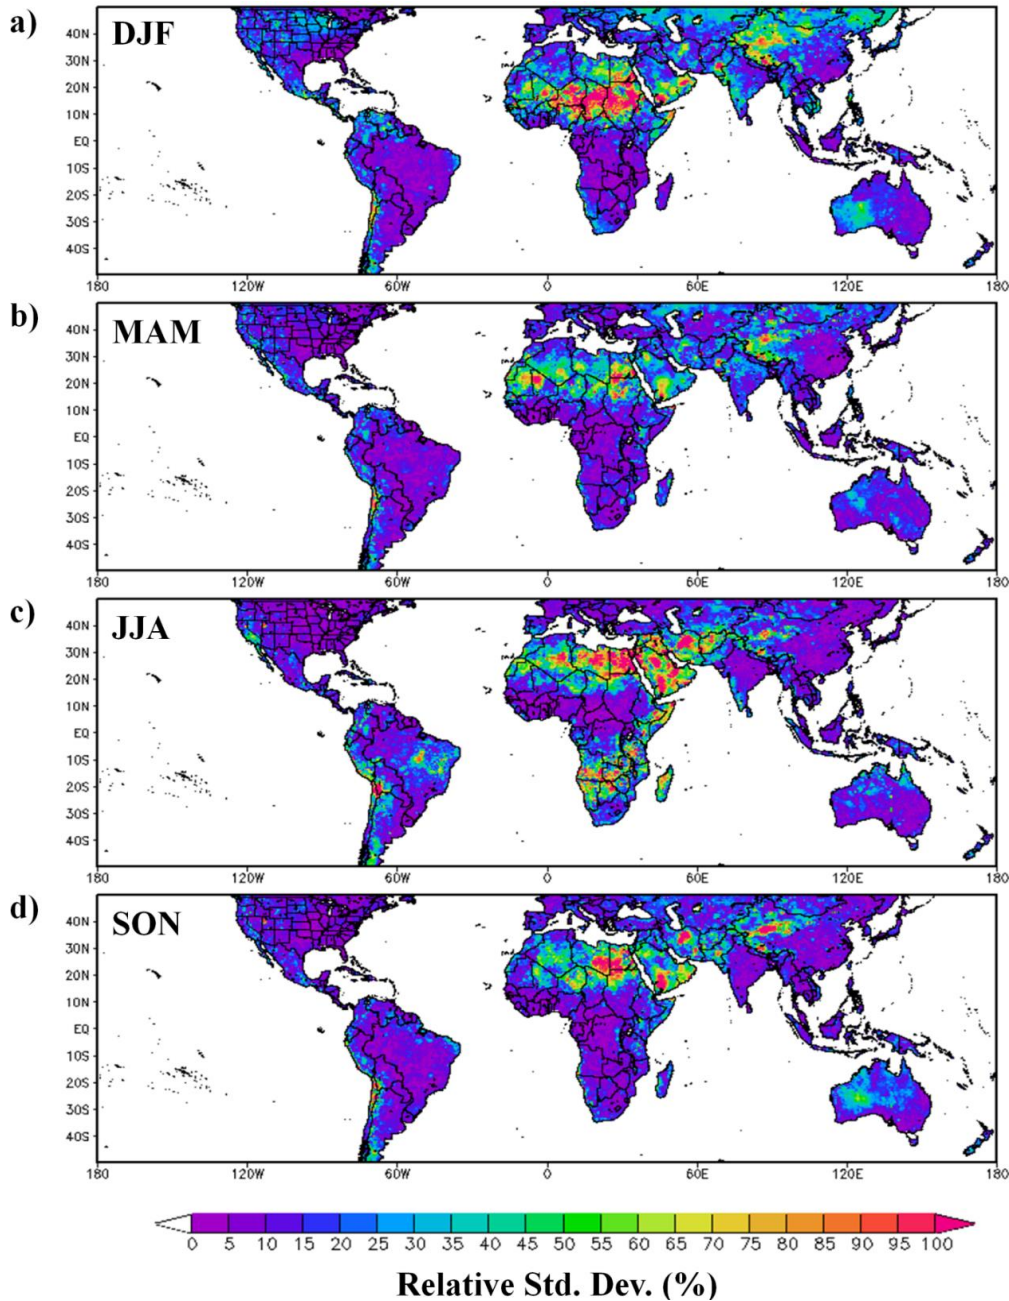 a)
DJF
40N
30N
20N
10N
EQ
10S
20S
30S
40S
180 120W 60W 0 60E 120E 180
b)
MAM
40N
30N
20N
10N
EQ
10S
20S
30S
40S
180 120W 60W 0 60E 120E 180
c)
JJA
40N
30N
20N
10N
EQ
10S
20S
30S
40S
180 120W 60W 0 60E 120E 180
d)
SON
40N
30N
20N
10N
EQ
10S
20S
30S
40S
180 120W 60W 0 60E 120E 180
0 5 10 15 20 25 30 35 40 45 50 55 60 65 70 75 80 85 90 95 100
Relative Std. Dev. (%)